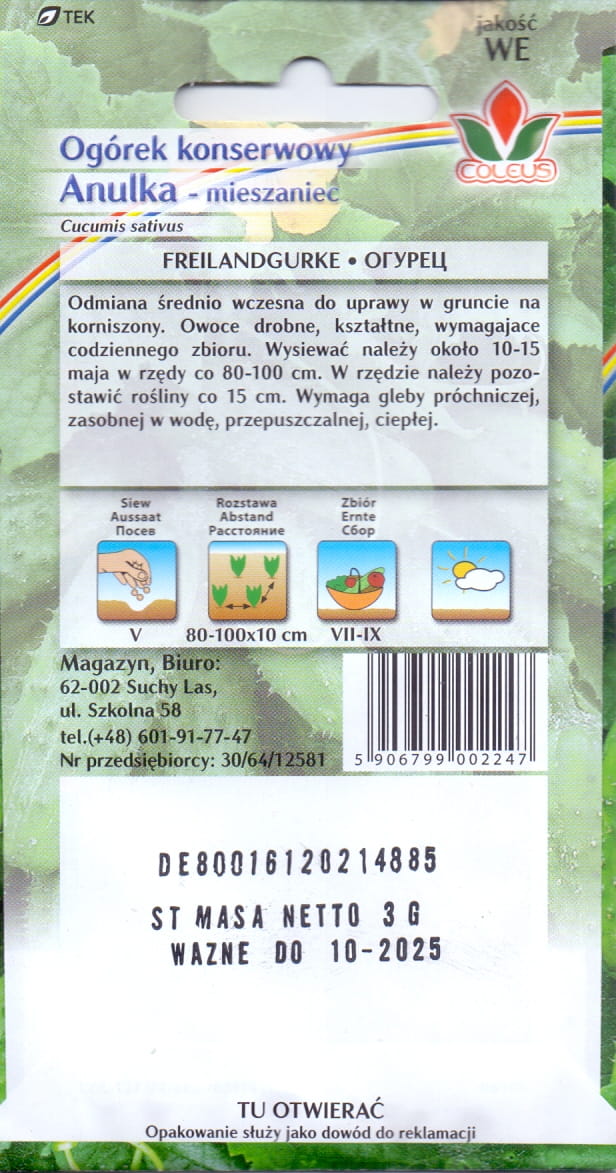 TEK
jakość
WE
COLEUS
Ogórek konserwowy
Anulka - mieszaniec
Cucumis sativus
FREILANDGURKE • ОГУРЕЦ
Odmiana średnio wczesna do uprawy w gruncie na
korniszony. Owoce drobne, kształtne, wymagajace
codziennego zbioru. Wysiewać należy około 10-15
maja w rzędy co 80-100 cm. W rzędzie należy pozo-
stawić rośliny co 15 cm. Wymaga gleby próchniczej,
zasobnej w wodę, przepuszczalnej, ciepłej.
Siew Rozstawa Zbiór
Aussaat Abstand Ernte
Посев Расстояние Сбор
V 80-100x10 cm VII-IX
Magazyn, Biuro:
62-002 Suchy Las,
ul. Szkolna 58
tel.(+48) 601-91-77-47
Nr przedsiębiorcy: 30/64/12581
5 906799 002247
DE80016120214885
ST MASA NETTO 3 G
WAZNE DO 10-2025
TU OTWIERAĆ
Opakowanie służy jako dowód do reklamacji